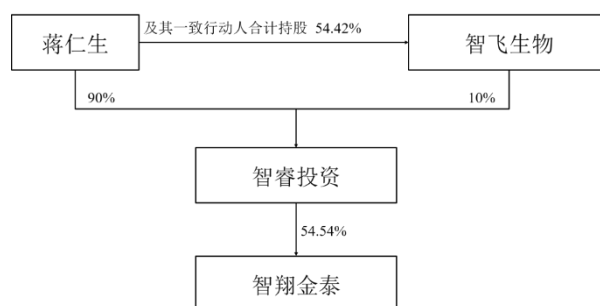 及其一致行动人合计持股 54.42%
蒋仁生
智飞生物
90%
10%
智睿投资
54.54%
智翔金泰